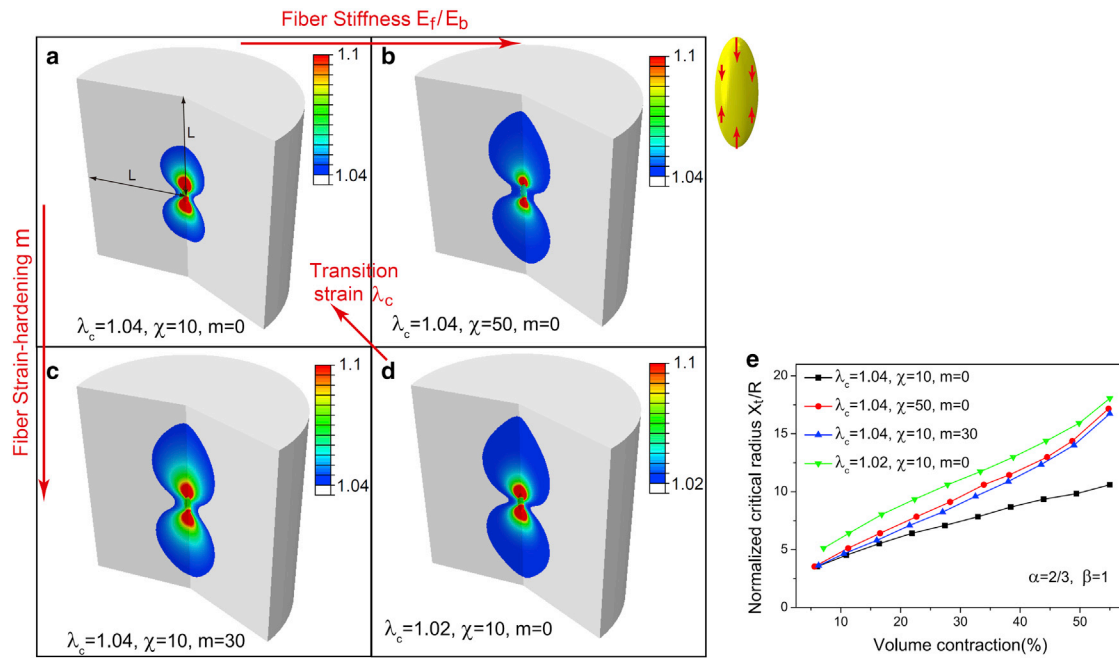 Fiber Stiffness E_f/E_b
a
1.1
1.04
L
L
λ_c=1.04, χ=10, m=0
b
1.1
1.04
λ_c=1.04, χ=50, m=0
Fiber Strain-hardening m
Transition
strain λ_c
c
1.1
1.04
λ_c=1.04, χ=10, m=30
d
1.1
1.02
λ_c=1.02, χ=10, m=0
e
Normalized critical radius X_t/R
20
15
10
5
0
λ_c=1.04, χ=10, m=0
λ_c=1.04, χ=50, m=0
λ_c=1.04, χ=10, m=30
λ_c=1.02, χ=10, m=0
α=2/3, β=1
10 20 30 40 50
Volume contraction(%)